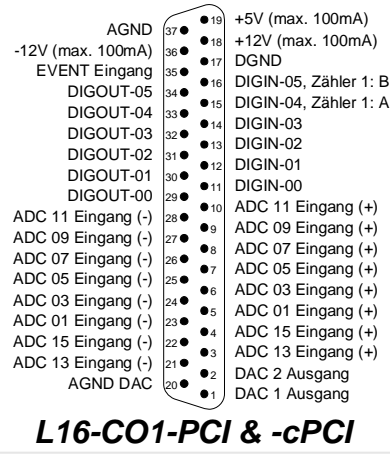 AGND 37
-12V (max. 100mA) 36
EVENT Eingang 35
DIGOUT-05 34
DIGOUT-04 33
DIGOUT-03 32
DIGOUT-02 31
DIGOUT-01 30
DIGOUT-00 29
ADC 11 Eingang (-) 28
ADC 09 Eingang (-) 27
ADC 07 Eingang (-) 26
ADC 05 Eingang (-) 25
ADC 03 Eingang (-) 24
ADC 01 Eingang (-) 23
ADC 15 Eingang (-) 22
ADC 13 Eingang (-) 21
AGND DAC 20
19 +5V (max. 100mA)
18 +12V (max. 100mA)
17 DGND
16 DIGIN-05, Zähler 1: B
15 DIGIN-04, Zähler 1: A
14 DIGIN-03
13 DIGIN-02
12 DIGIN-01
11 DIGIN-00
10 ADC 11 Eingang (+)
9 ADC 09 Eingang (+)
8 ADC 07 Eingang (+)
7 ADC 05 Eingang (+)
6 ADC 03 Eingang (+)
5 ADC 01 Eingang (+)
4 ADC 15 Eingang (+)
3 ADC 13 Eingang (+)
2 DAC 2 Ausgang
1 DAC 1 Ausgang
L16-CO1-PCI & -cPCI